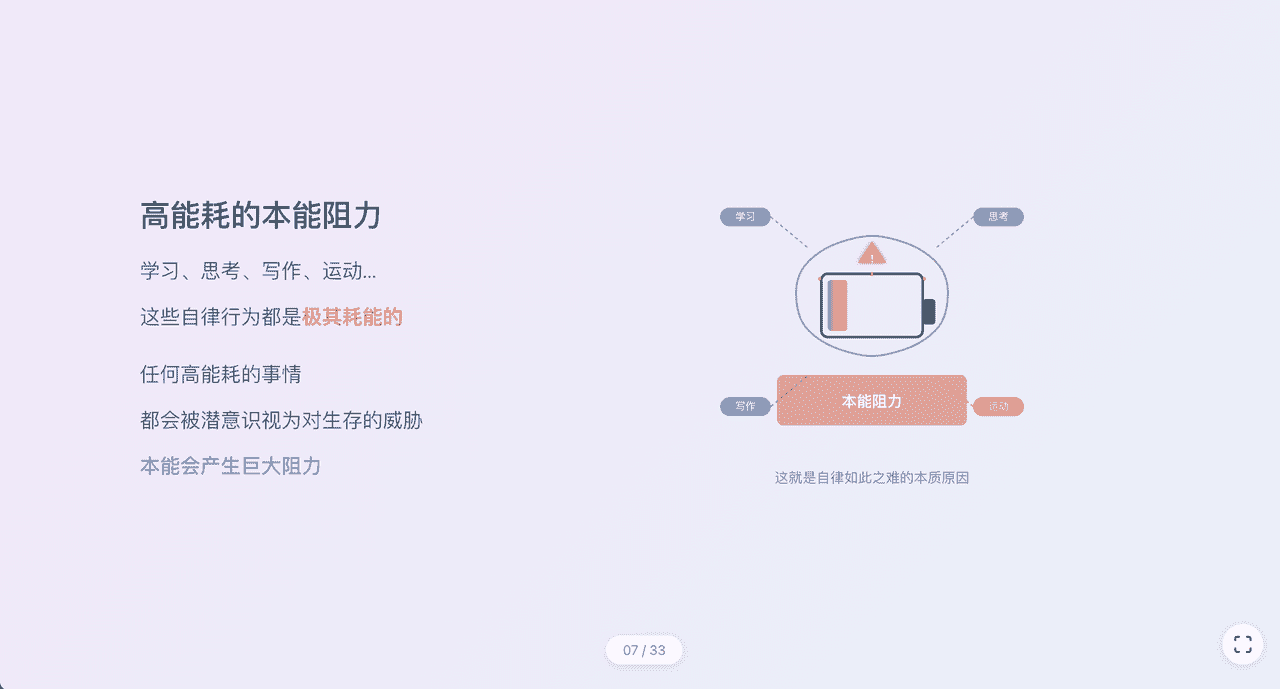 高能耗的本能阻力
学习、思考、写作、运动...
这些自律行为都是极其耗能的
任何高能耗的事情
都会被潜意识视为对生存的威胁
本能会产生巨大阻力
学习
思考
!
写作
本能阻力
运动
这就是自律如此之难的本质原因
07 / 33